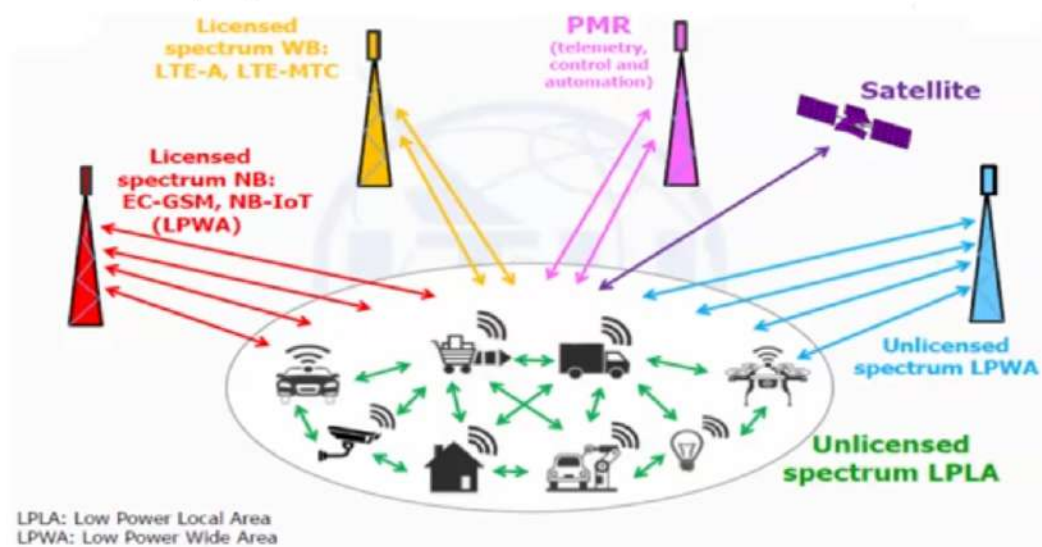 Licensed
spectrum WB:
LTE-A, LTE-MTC
PMR
(telemetry,
control and
automation)
Satellite
Licensed
spectrum NB:
EC-GSM, NB-IoT
(LPWA)
Unlicensed
spectrum LPWA
Unlicensed
spectrum LPLA
LPLA: Low Power Local Area
LPWA: Low Power Wide Area